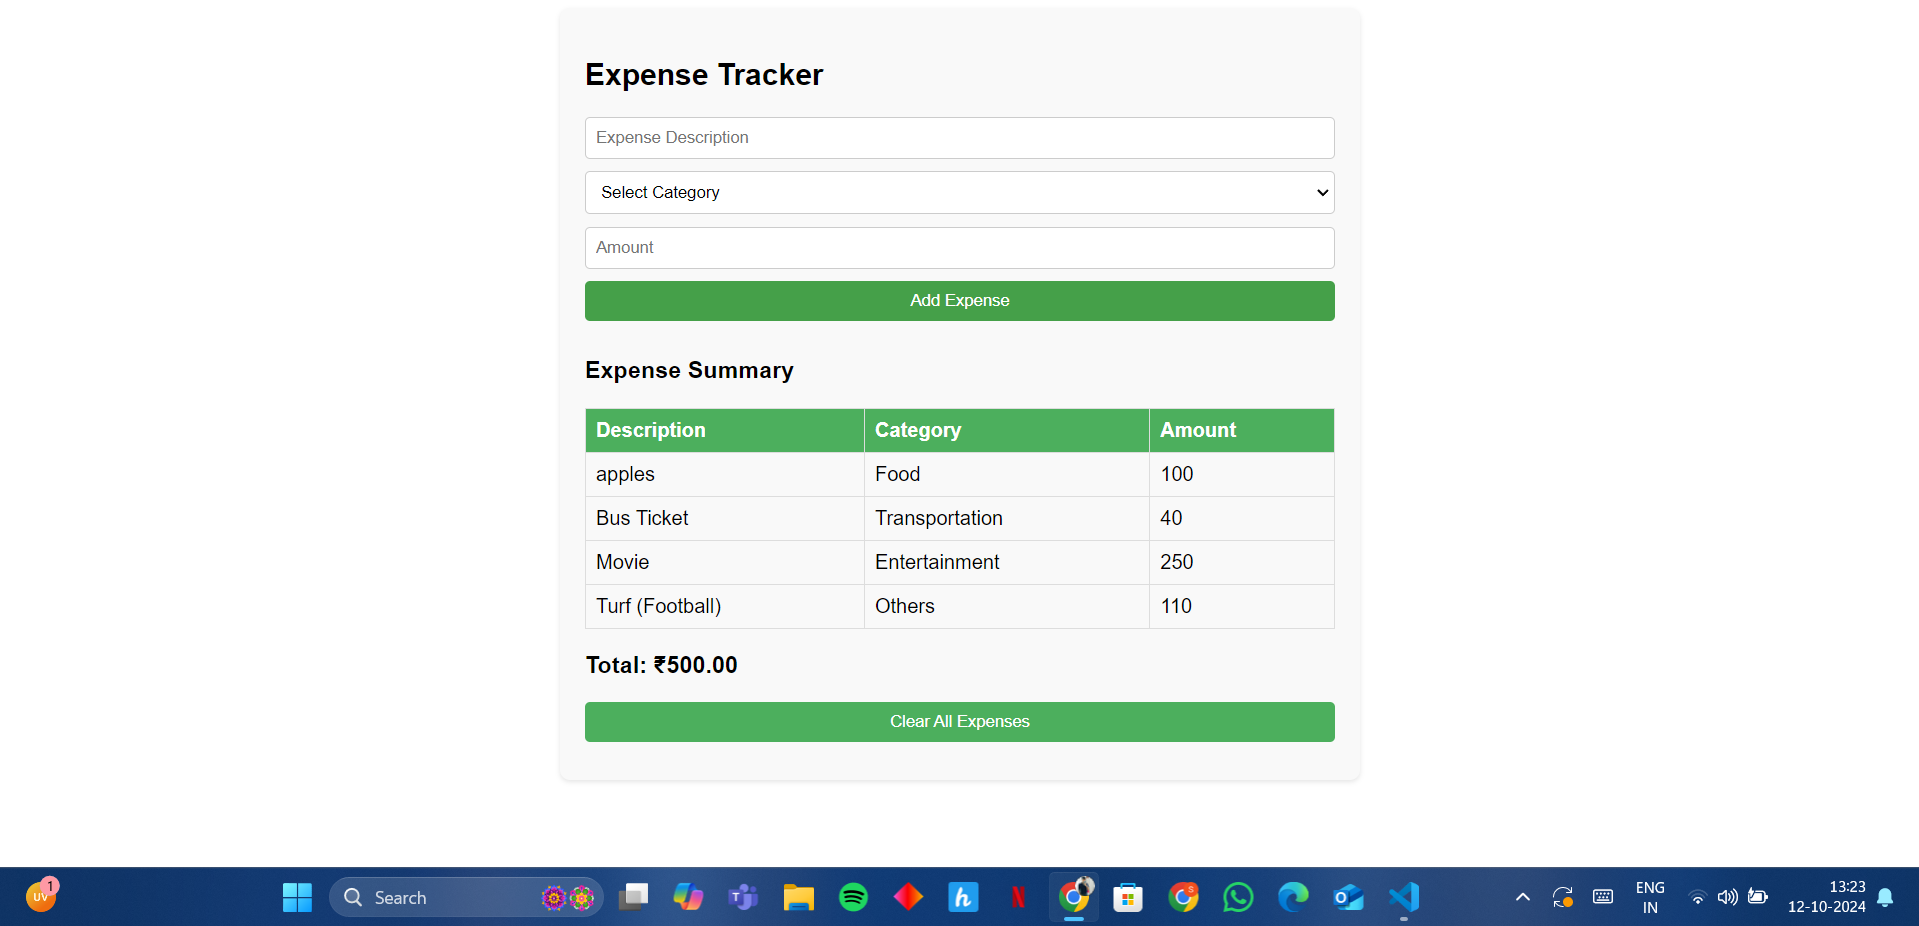 Expense Tracker
Expense Description
Select Category
Amount
Add Expense
Expense Summary
Description Category Amount
apples Food 100
Bus Ticket Transportation 40
Movie Entertainment 250
Turf (Football) Others 110
Total: ₹500.00
Clear All Expenses
UV 1
Search
ENG
IN
13:23
12-10-2024